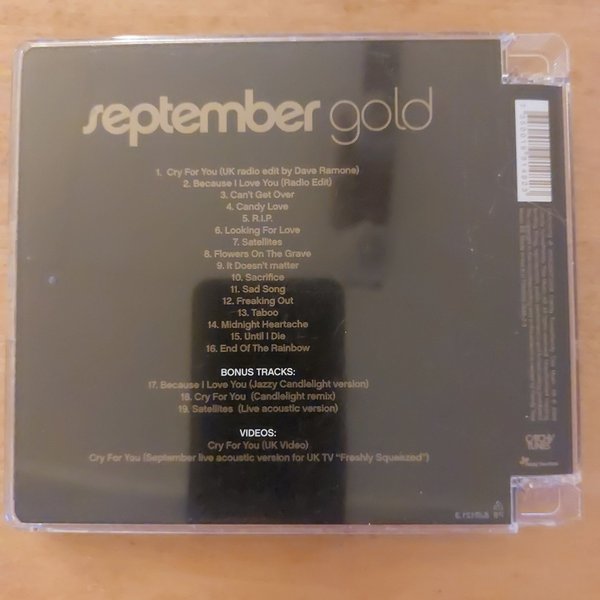 september gold
1. Cry For You (UK radio edit by Dave Ramone)
2. Because I Love You (Radio Edit)
3. Can't Get Over
4. Candy Love
5. R.I.P.
6. Looking For Love
7. Satellites
8. Flowers On The Grave
9. It Doesn't matter
10. Sacrifice
11. Sad Song
12. Freaking Out
13. Taboo
14. Midnight Heartache
15. Until I Die
16. End Of The Rainbow
BONUS TRACKS:
17. Because I Love You (Jazzy Candlelight version)
18. Cry For You (Candlelight remix)
19. Satellites (Live acoustic version)
VIDEOS:
Cry For You (UK Video)
Cry For You (September live acoustic version for UK TV "Freshly Squeezed")